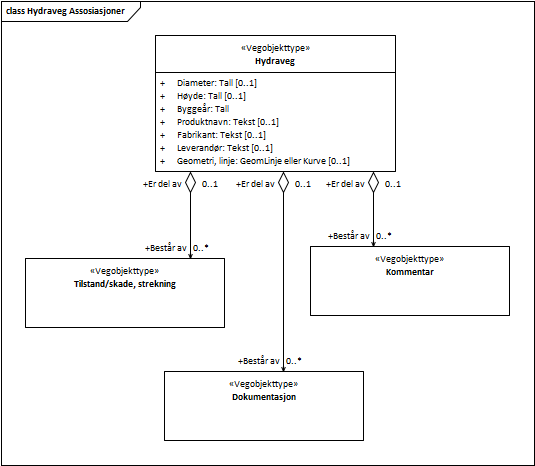 class Hydraveg Assosiasjoner
«Vegobjekttype»
Hydraveg
+ Diameter: Tall [0..1]
+ Høyde: Tall [0..1]
+ Byggeår: Tall
+ Produktnavn: Tekst [0..1]
+ Fabrikant: Tekst [0..1]
+ Leverandør: Tekst [0..1]
+ Geometri, linje: GeomLinje eller Kurve [0..1]
+Er del av 0..1 +Er del av 0..1 +Er del av 0..1
+Består av 0..*
+Består av 0..*
«Vegobjekttype»
Kommentar
«Vegobjekttype»
Tilstand/skade, strekning
+Består av 0..*
«Vegobjekttype»
Dokumentasjon